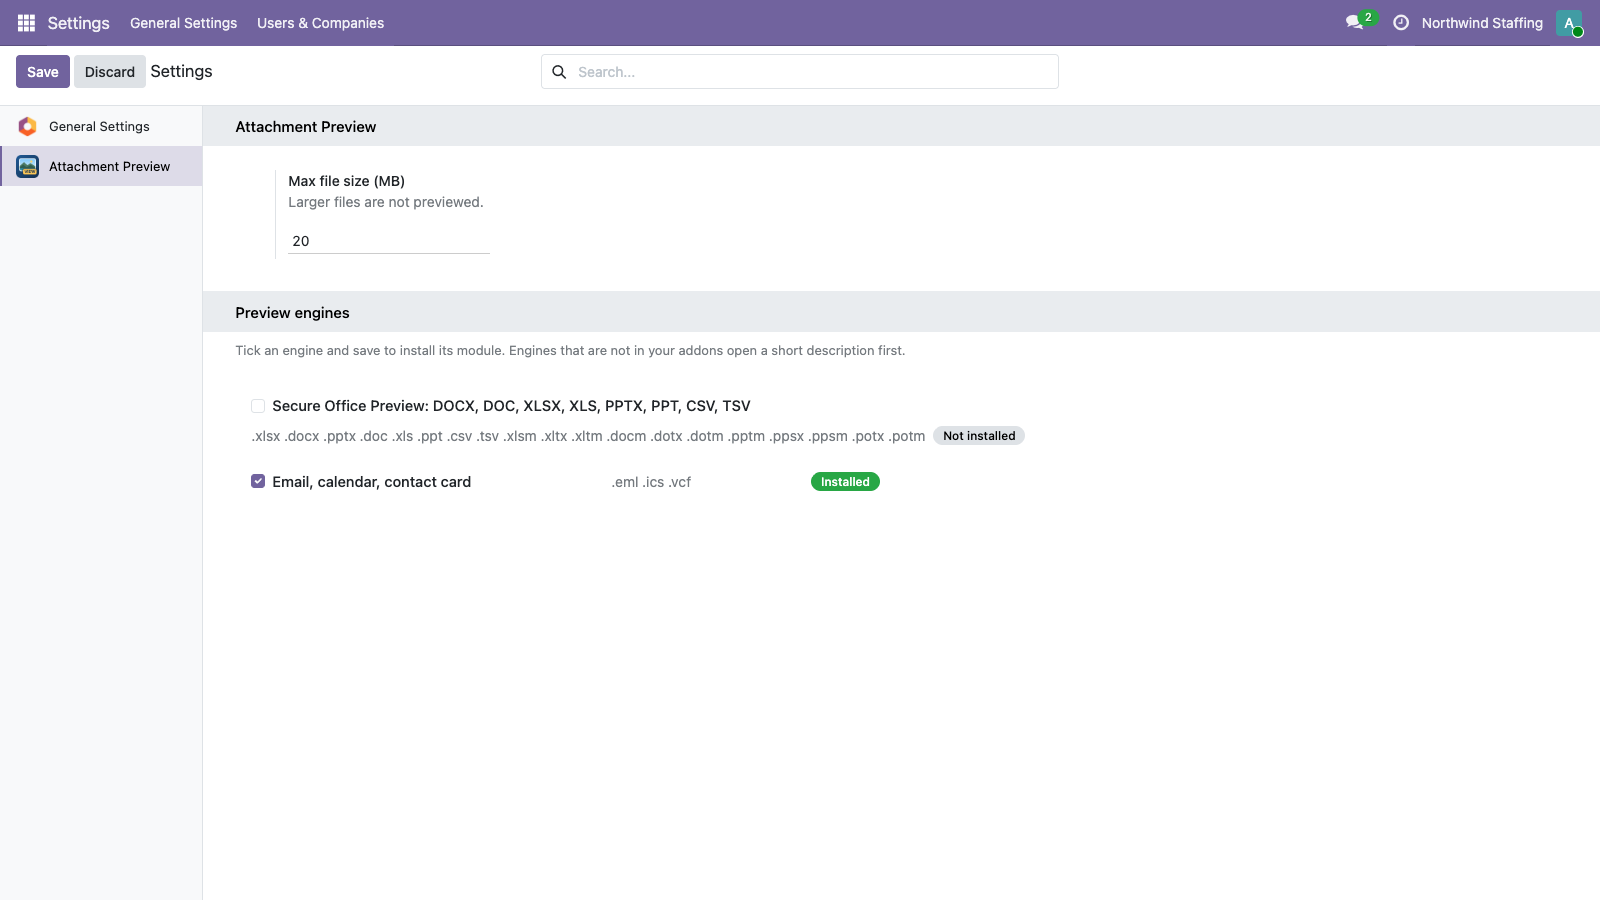 Settings General Settings Users & Companies 2 Northwind Staffing A
Save Discard Settings Search...
General Settings
Attachment Preview
Attachment Preview
Max file size (MB)
Larger files are not previewed.
20
Preview engines
Tick an engine and save to install its module. Engines that are not in your addons open a short description first.
Secure Office Preview: DOCX, DOC, XLSX, XLS, PPTX, PPT, CSV, TSV
.xlsx .docx .pptx .doc .xls .ppt .csv .tsv .xlsm .xltx .xltm .docm .dotx .dotm .pptm .ppsx .ppsm .potx .potm Not installed
Email, calendar, contact card .eml .ics .vcf Installed